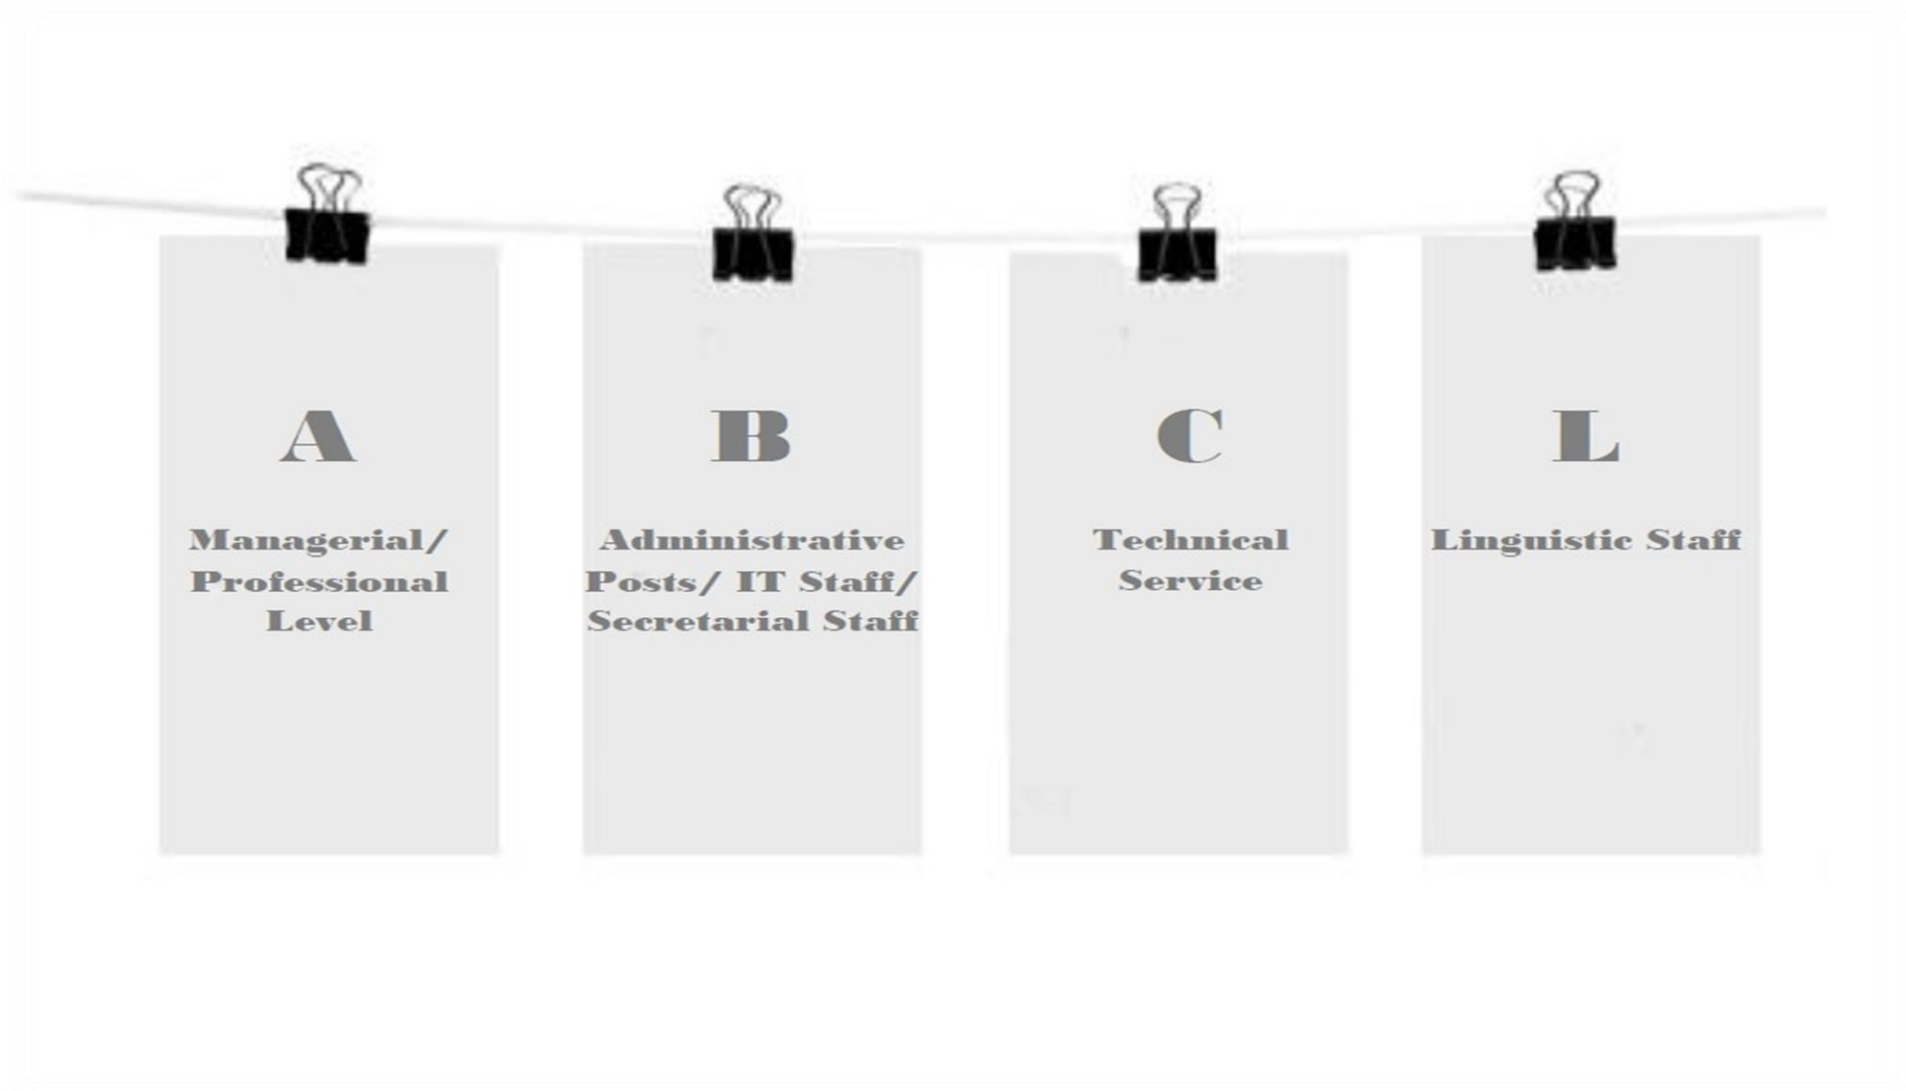 A
Managerial/
Professional
Level
B
Administrative
Posts/ IT Staff/
Secretarial Staff
C
Technical
Service
L
Linguistic Staff